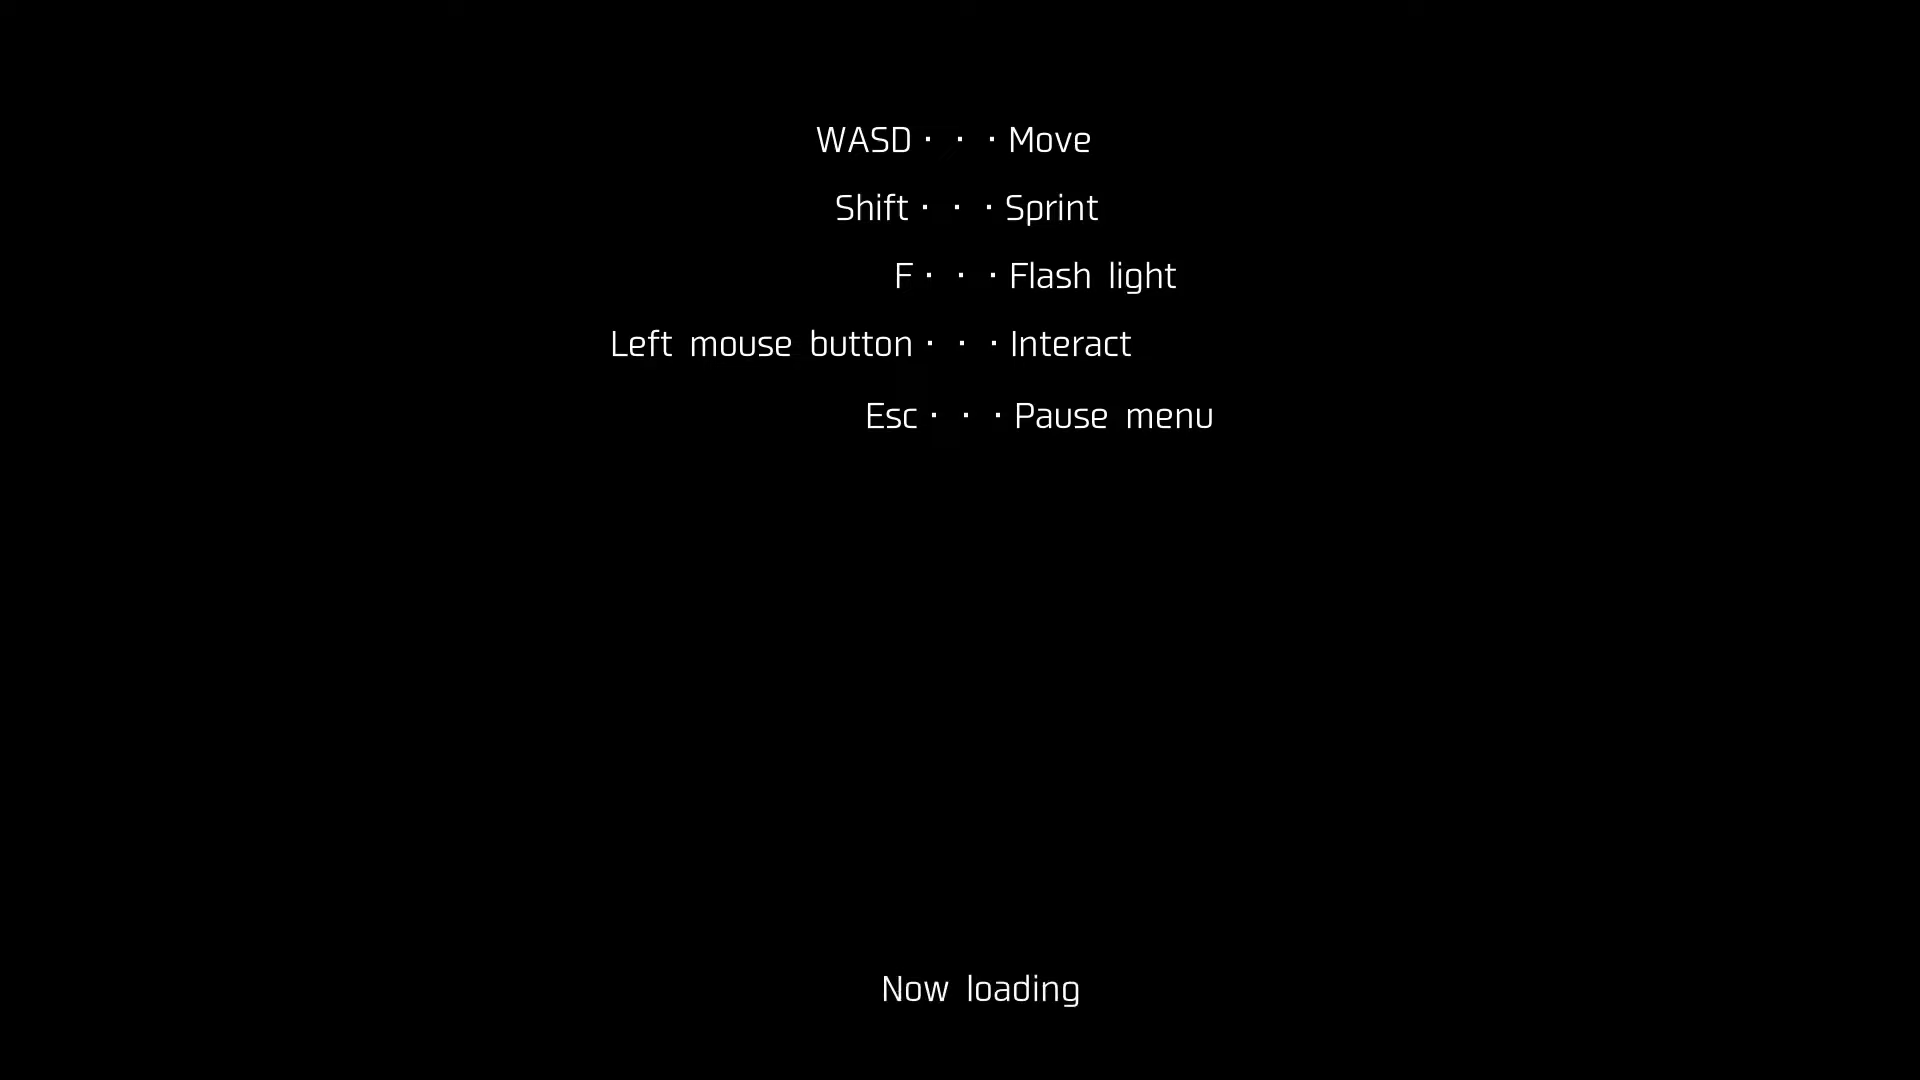 WASD・・・Move
Shift・・・Sprint
F・・・Flash light
Left mouse button・・・Interact
Esc・・・Pause menu
Now loading